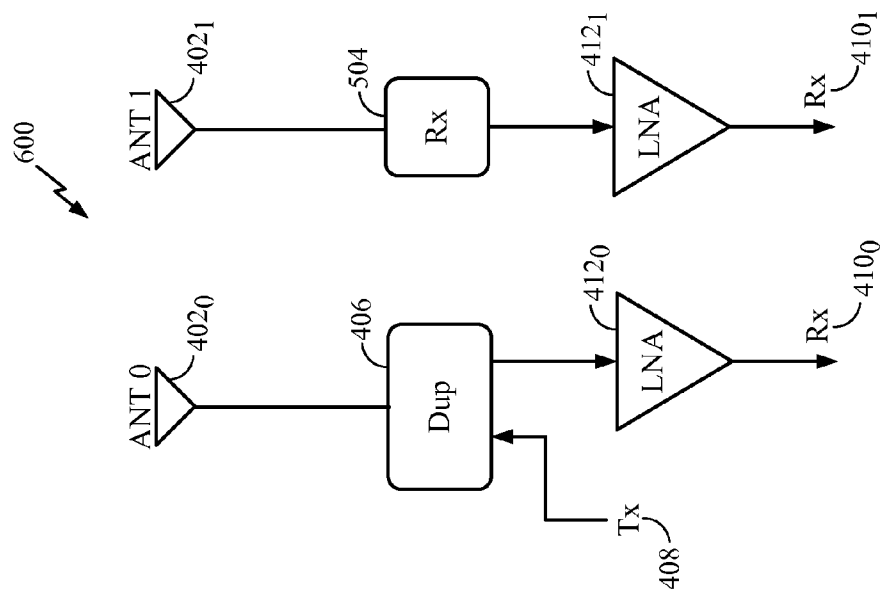 600
ANT 0
402₀
ANT 1
402₁
406
504
Dup
Rx
408
Tx
412₀
LNA
412₁
LNA
Rx
410₀
Rx
410₁